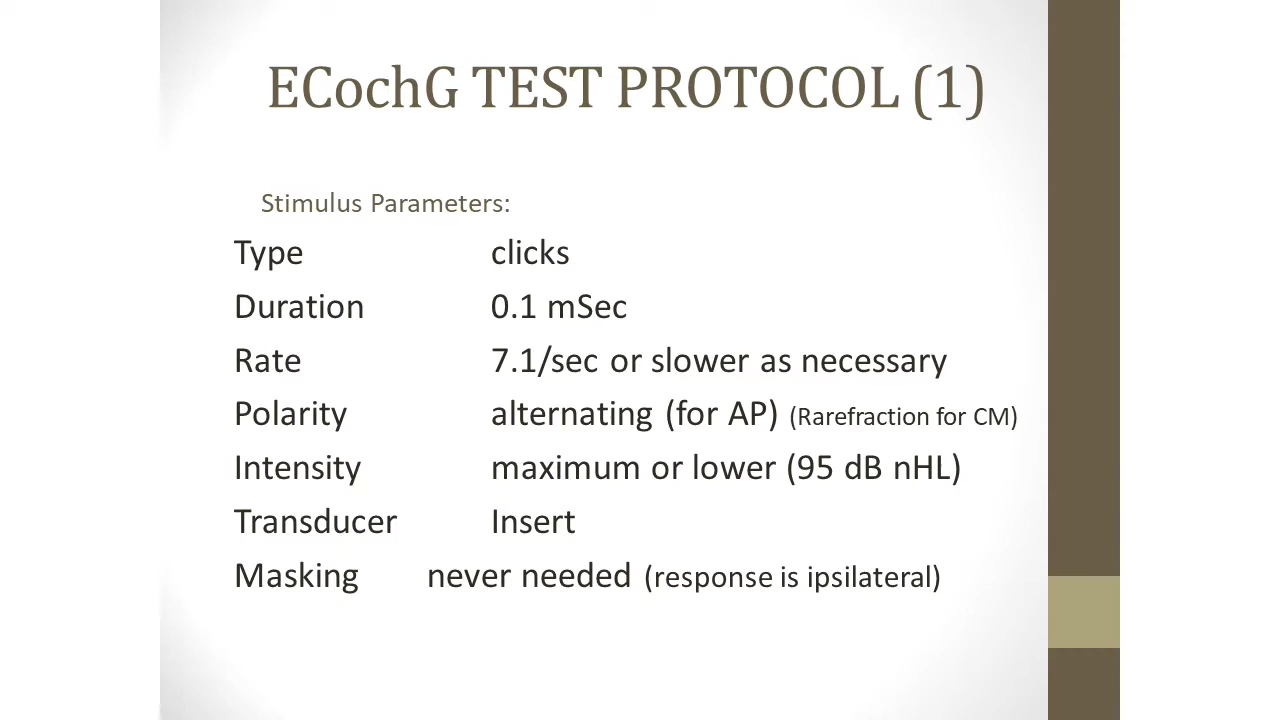 ECochG TEST PROTOCOL (1)
Stimulus Parameters:
Type clicks
Duration 0.1 mSec
Rate 7.1/sec or slower as necessary
Polarity alternating (for AP) (Rarefraction for CM)
Intensity maximum or lower (95 dB nHL)
Transducer Insert
Masking never needed (response is ipsilateral)